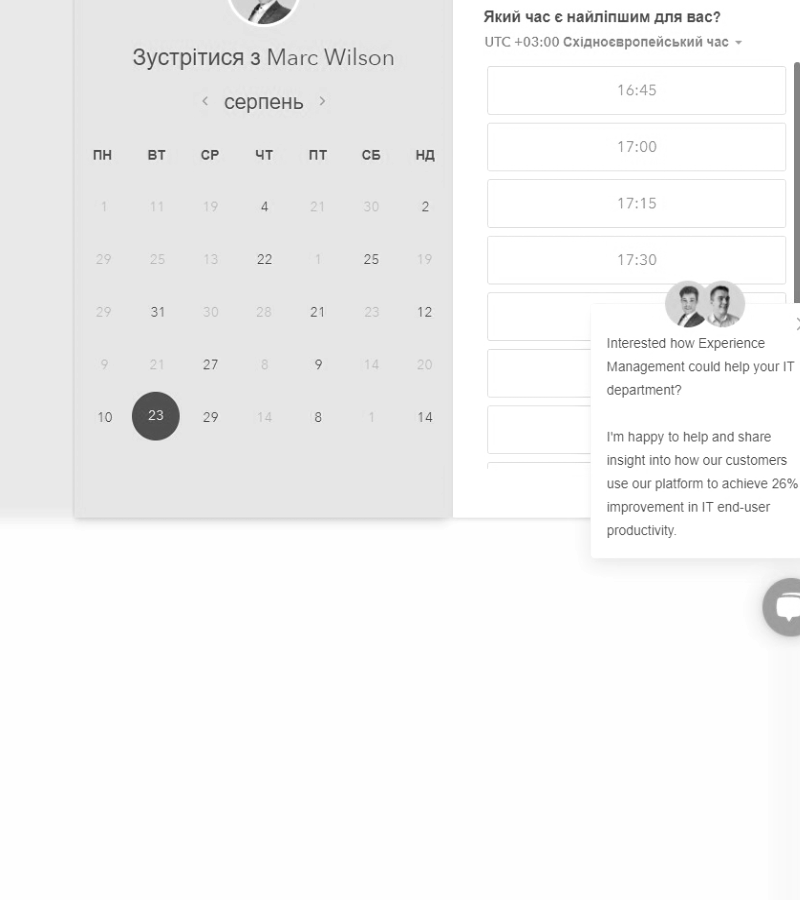 Зустрітися з Marc Wilson
серпень
ПН ВТ СР ЧТ ПТ СБ НД
1 11 19 4 21 30 2
29 25 13 22 1 25 19
29 31 30 28 21 23 12
9 21 27 8 9 14 20
10 23 29 14 8 1 14
Який час є найліпшим для вас?
UTC +03:00 Східноєвропейський час
16:45
17:00
17:15
17:30
Interested how Experience
Management could help your IT
department?
I'm happy to help and share
insight into how our customers
use our platform to achieve 26%
improvement in IT end-user
productivity.